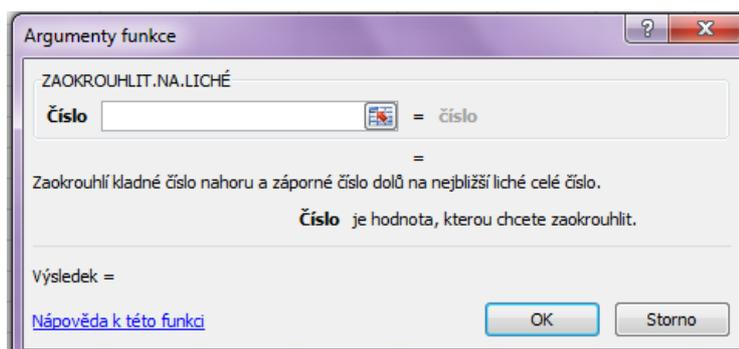 Argumenty funkce
ZAOKROUHLIT.NA.LICHÉ
Číslo = číslo
=
Zaokrouhlí kladné číslo nahoru a záporné číslo dolů na nejbližší liché celé číslo.
Číslo je hodnota, kterou chcete zaokrouhlit.
Výsledek =
Nápověda k této funkci OK Storno